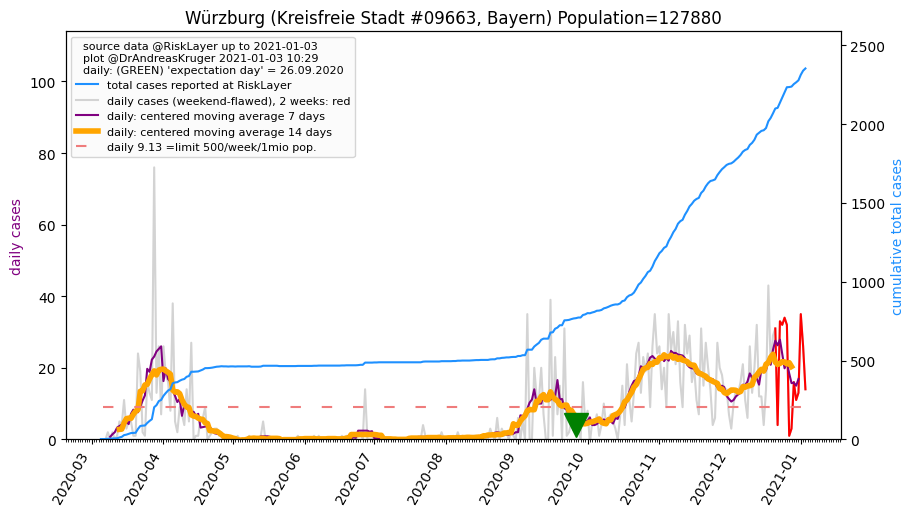 Würzburg (Kreisfreie Stadt #09663, Bayern) Population=127880
source data @RiskLayer up to 2021-01-03
plot @DrAndreasKruger 2021-01-03 10:29
daily: (GREEN) 'expectation day' = 26.09.2020
total cases reported at RiskLayer
daily cases (weekend-flawed), 2 weeks: red
daily: centered moving average 7 days
daily: centered moving average 14 days
daily 9.13 =limit 500/week/1mio pop.
daily cases
100
80
60
40
20
0
cumulative total cases
2500
2000
1500
1000
500
0
2020-03
2020-04
2020-05
2020-06
2020-07
2020-08
2020-09
2020-10
2020-11
2020-12
2021-01